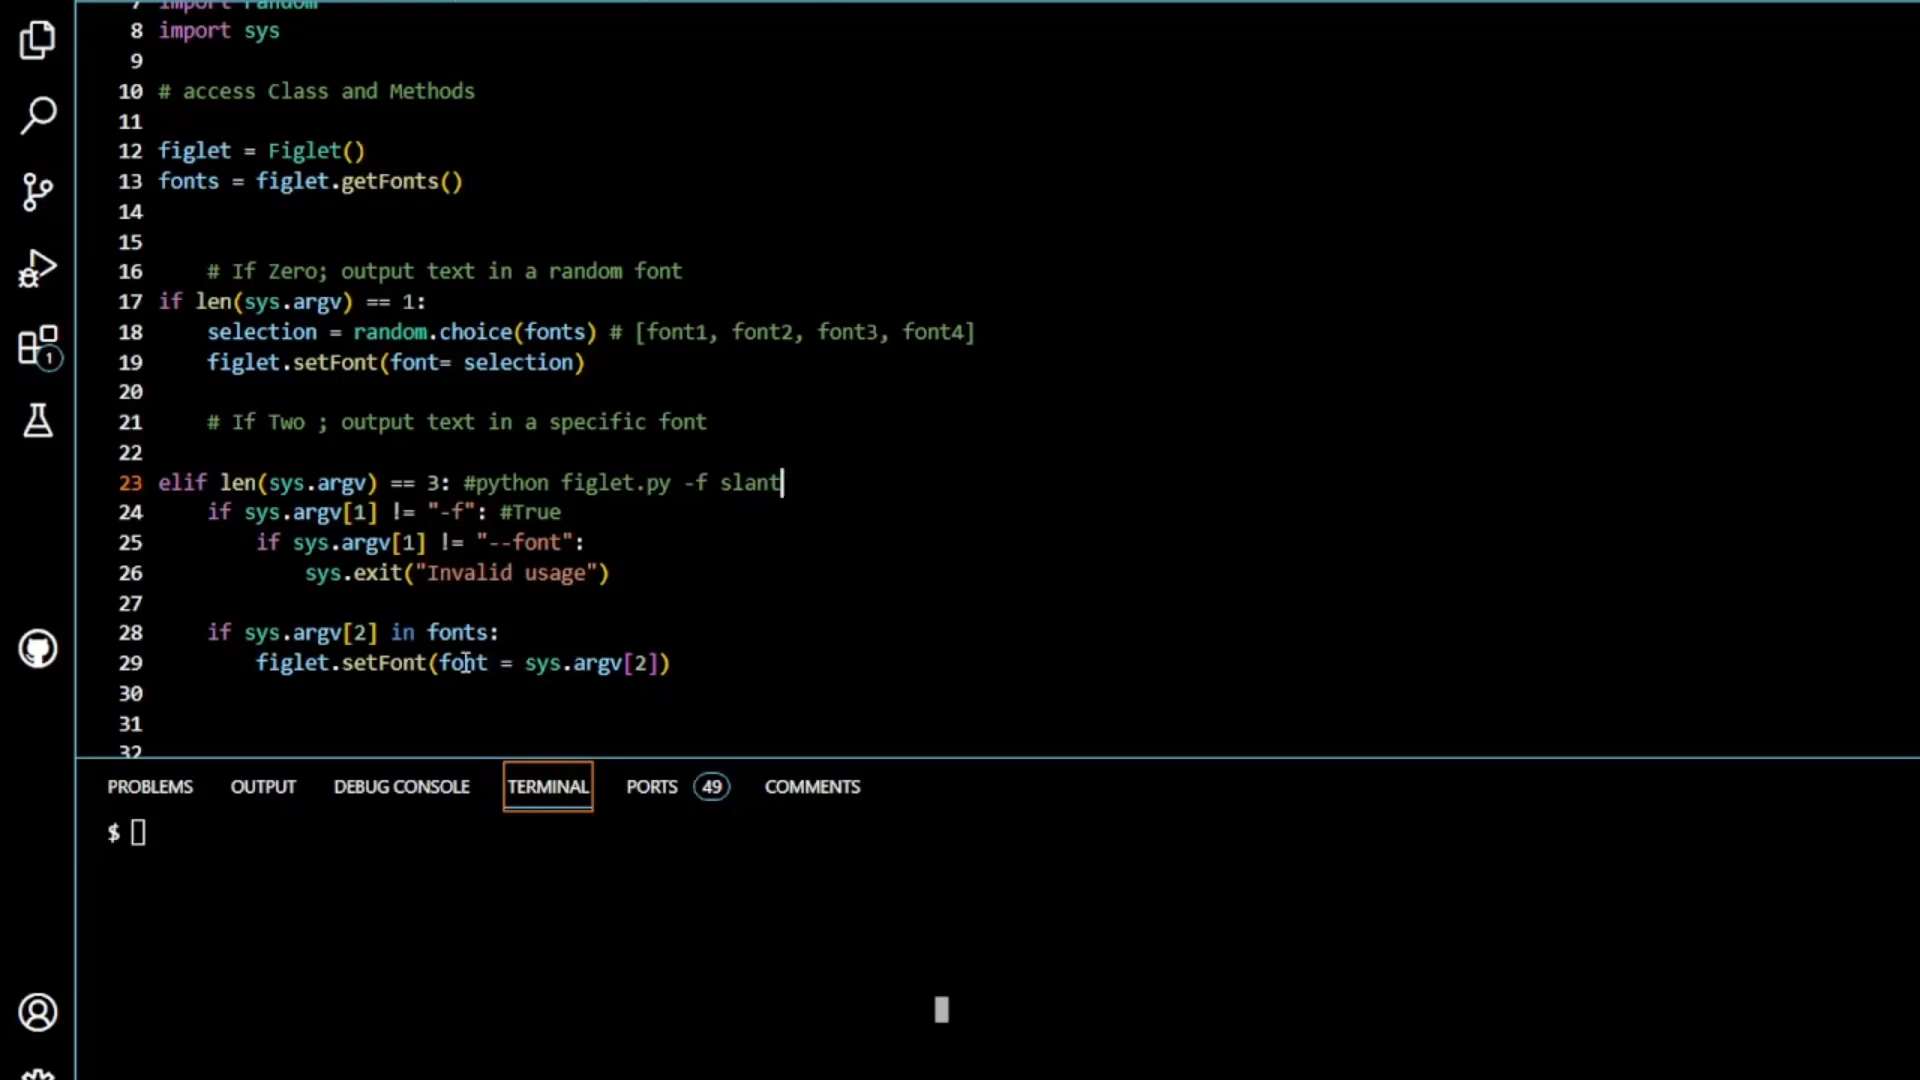 7 import random
8 import sys
9
10 # access Class and Methods
11
12 figlet = Figlet()
13 fonts = figlet.getFonts()
14
15
16 # If Zero; output text in a random font
17 if len(sys.argv) == 1:
18 selection = random.choice(fonts) # [font1, font2, font3, font4]
19 figlet.setFont(font= selection)
20
21 # If Two ; output text in a specific font
22
23 elif len(sys.argv) == 3: #python figlet.py -f slant
24 if sys.argv[1] != "-f": #True
25 if sys.argv[1] != "--font":
26 sys.exit("Invalid usage")
27
28 if sys.argv[2] in fonts:
29 figlet.setFont(font = sys.argv[2])
30
31
32
1
PROBLEMS OUTPUT DEBUG CONSOLE TERMINAL PORTS 49 COMMENTS
$